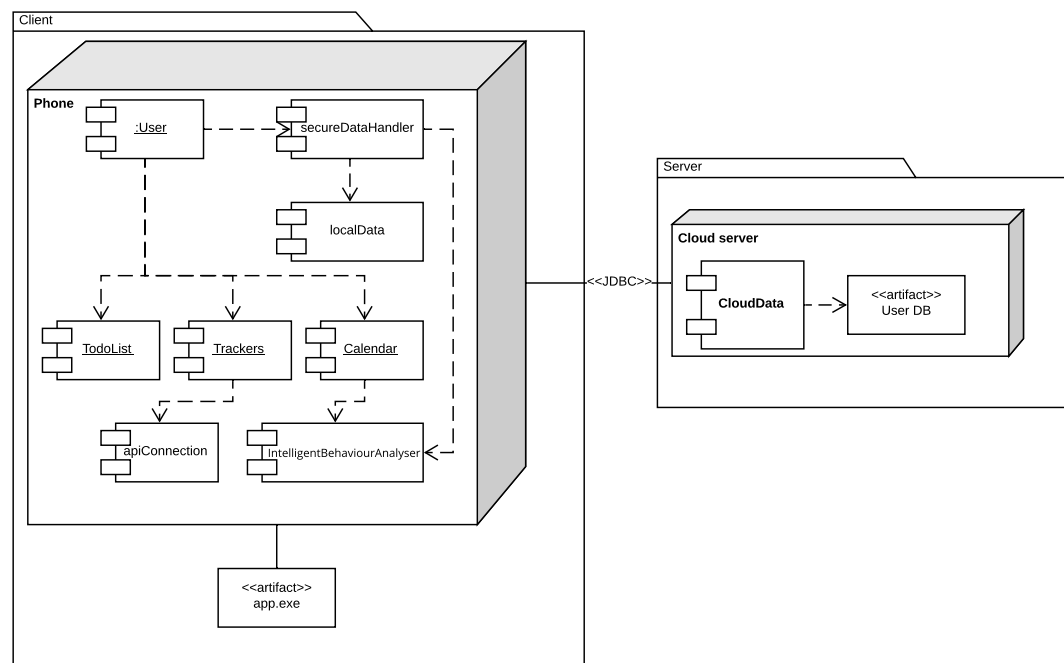 Client
Phone
:User
secureDataHandler
localData
TodoList
Trackers
Calendar
apiConnection
IntelligentBehaviourAnalyser
<<artifact>>
app.exe
<<JDBC>>
Server
Cloud server
CloudData
<<artifact>>
User DB